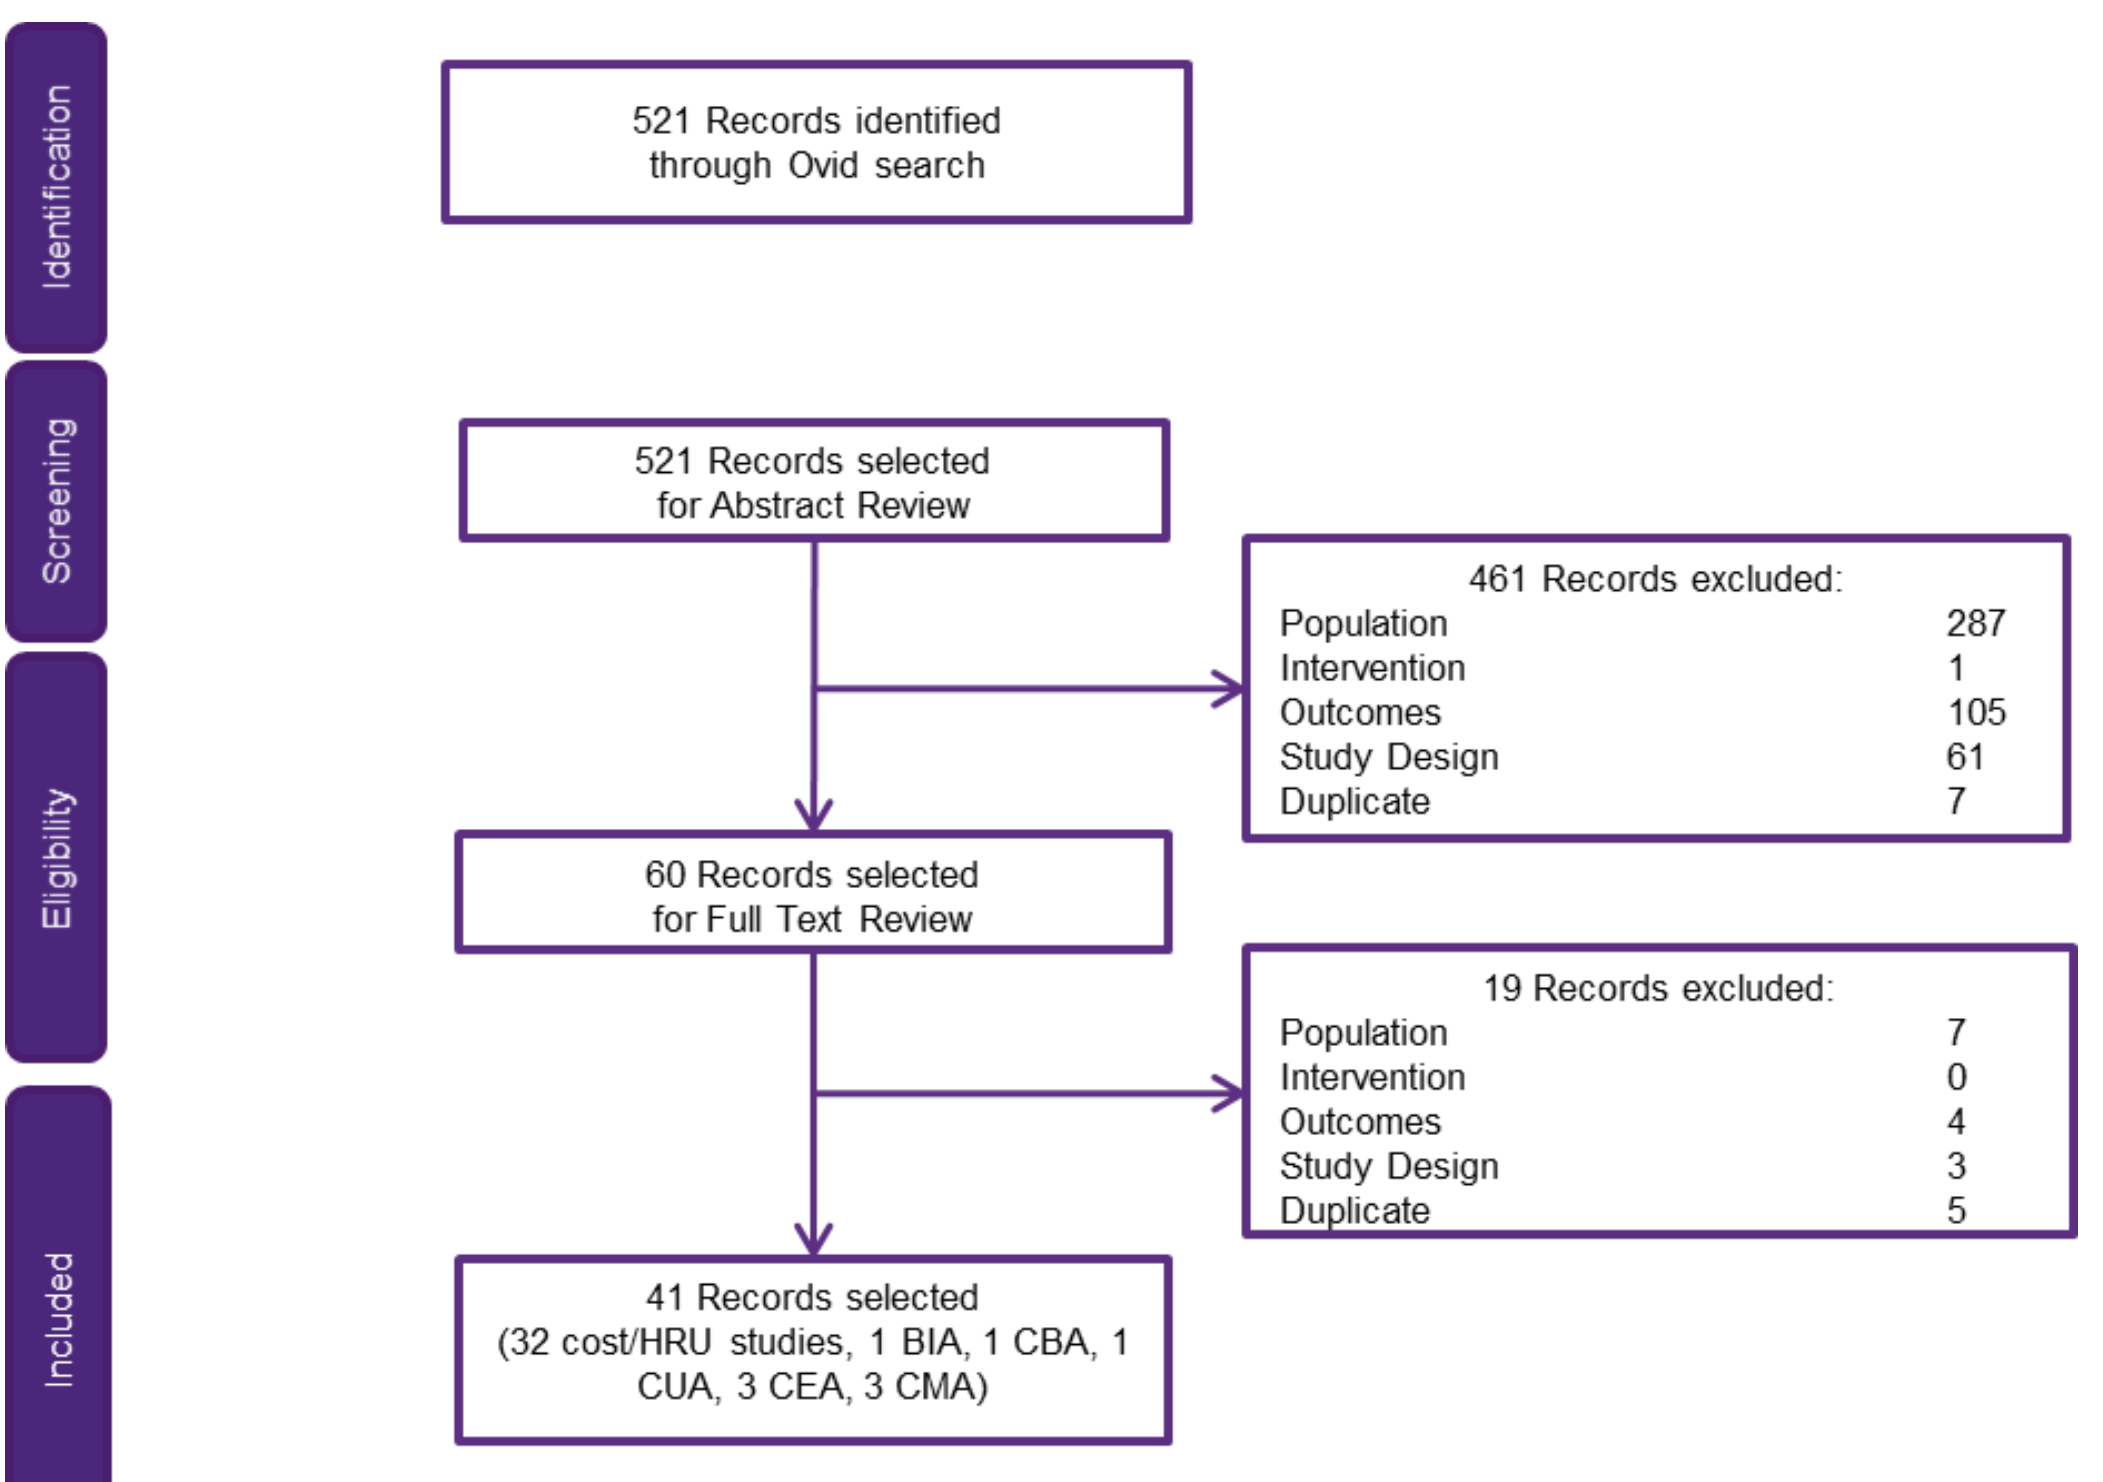 Identification
521 Records identified
through Ovid search
Screening
521 Records selected
for Abstract Review
461 Records excluded:
Population 287
Intervention 1
Outcomes 105
Study Design 61
Duplicate 7
Eligibility
60 Records selected
for Full Text Review
19 Records excluded:
Population 7
Intervention 0
Outcomes 4
Study Design 3
Duplicate 5
Included
41 Records selected
(32 cost/HRU studies, 1 BIA, 1 CBA, 1
CUA, 3 CEA, 3 CMA)